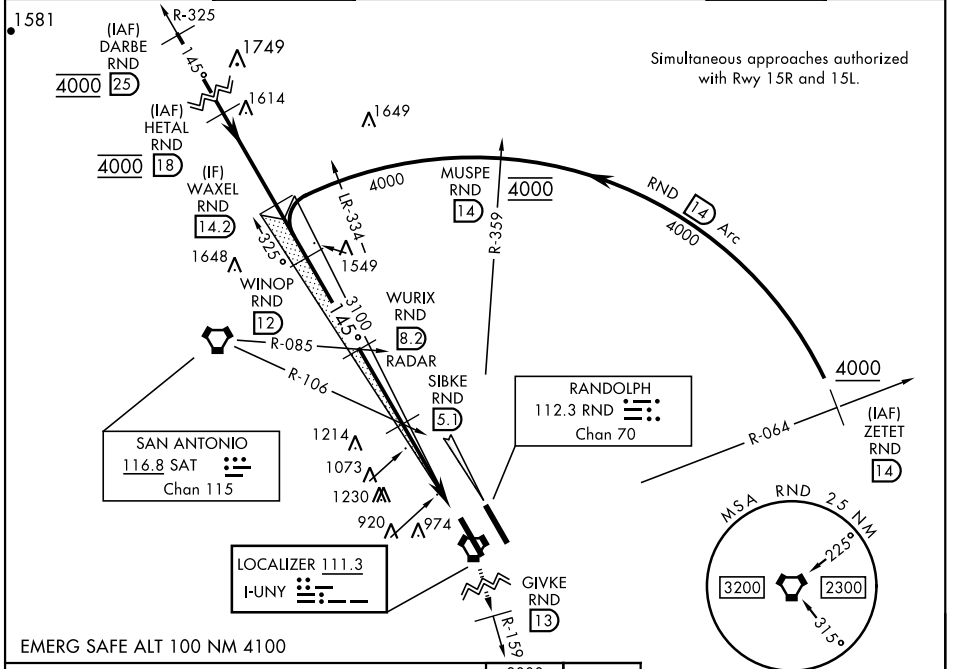 1581
R-325
(IAF)
DARBE
RND
4000 25
145°
1749
1614
Simultaneous approaches authorized
with Rwy 15R and 15L.
(IAF)
HETAL
RND
4000 18
1649
(IF)
WAXEL
RND
14.2
4000
LR-334
MUSPE
RND
14
4000
R-359
RND 14 Arc
4000
325°
1549
1648
WINOP
RND
12
3100
145°
WURIX
RND
8.2
RADAR
R-085
R-106
SIBKE
RND
5.1
4000
(IAF)
ZETET
RND
14
R-064
RANDOLPH
112.3 RND
Chan 70
SAN ANTONIO
116.8 SAT
Chan 115
1214
1073
1230
920
974
LOCALIZER 111.3
I-UNY
GIVKE
RND
13
R-159
MSA RND 25 NM
225°
3200
2300
315°
EMERG SAFE ALT 100 NM 4100